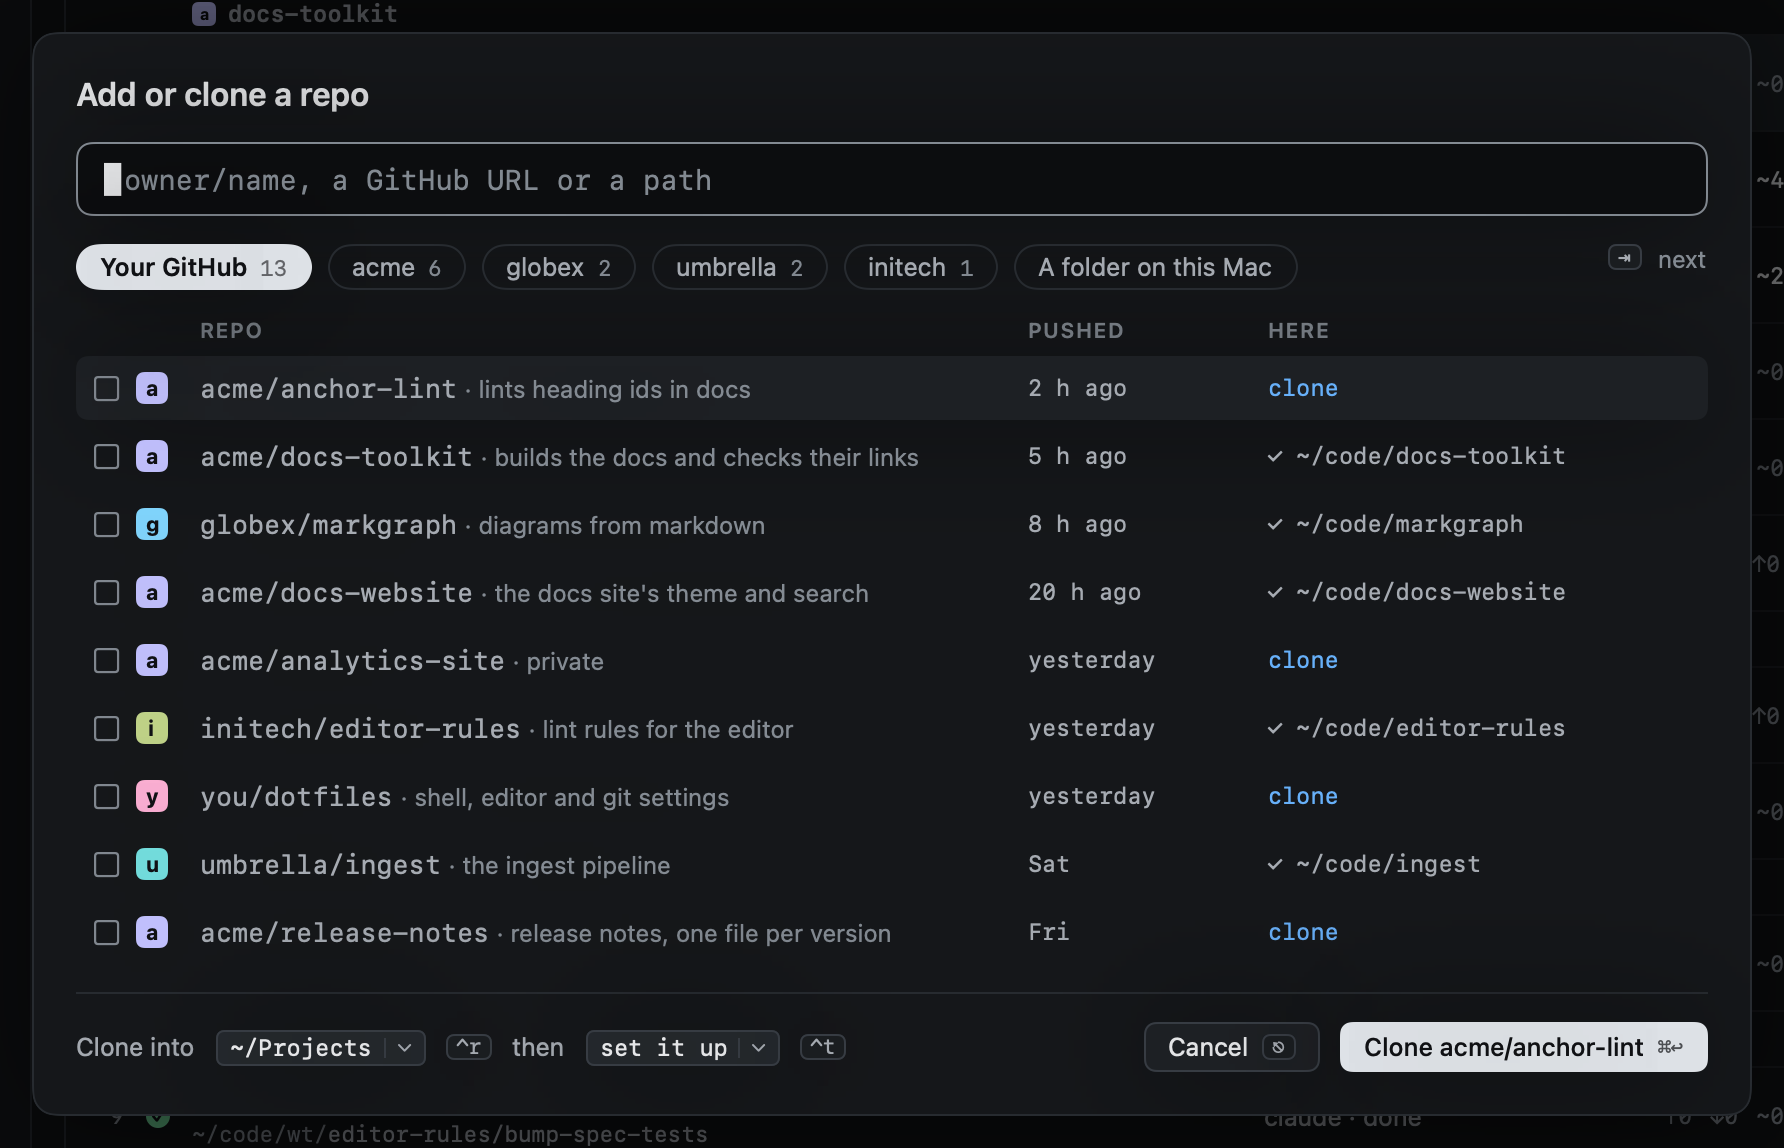 a docs-toolkit
Add or clone a repo
owner/name, a GitHub URL or a path
Your GitHub 13 acme 6 globex 2 umbrella 2 initech 1 A folder on this Mac ⇥ next
REPO PUSHED HERE
a acme/anchor-lint · lints heading ids in docs 2 h ago clone
a acme/docs-toolkit · builds the docs and checks their links 5 h ago ✓ ~/code/docs-toolkit
g globex/markgraph · diagrams from markdown 8 h ago ✓ ~/code/markgraph
a acme/docs-website · the docs site's theme and search 20 h ago ✓ ~/code/docs-website
a acme/analytics-site · private yesterday clone
i initech/editor-rules · lint rules for the editor yesterday ✓ ~/code/editor-rules
y you/dotfiles · shell, editor and git settings yesterday clone
u umbrella/ingest · the ingest pipeline Sat ✓ ~/code/ingest
a acme/release-notes · release notes, one file per version Fri clone
Clone into ~/Projects ^r then set it up ^t Cancel Clone acme/anchor-lint ⌘↩
claude · done
~/code/wt/editor-rules/bump-spec-tests